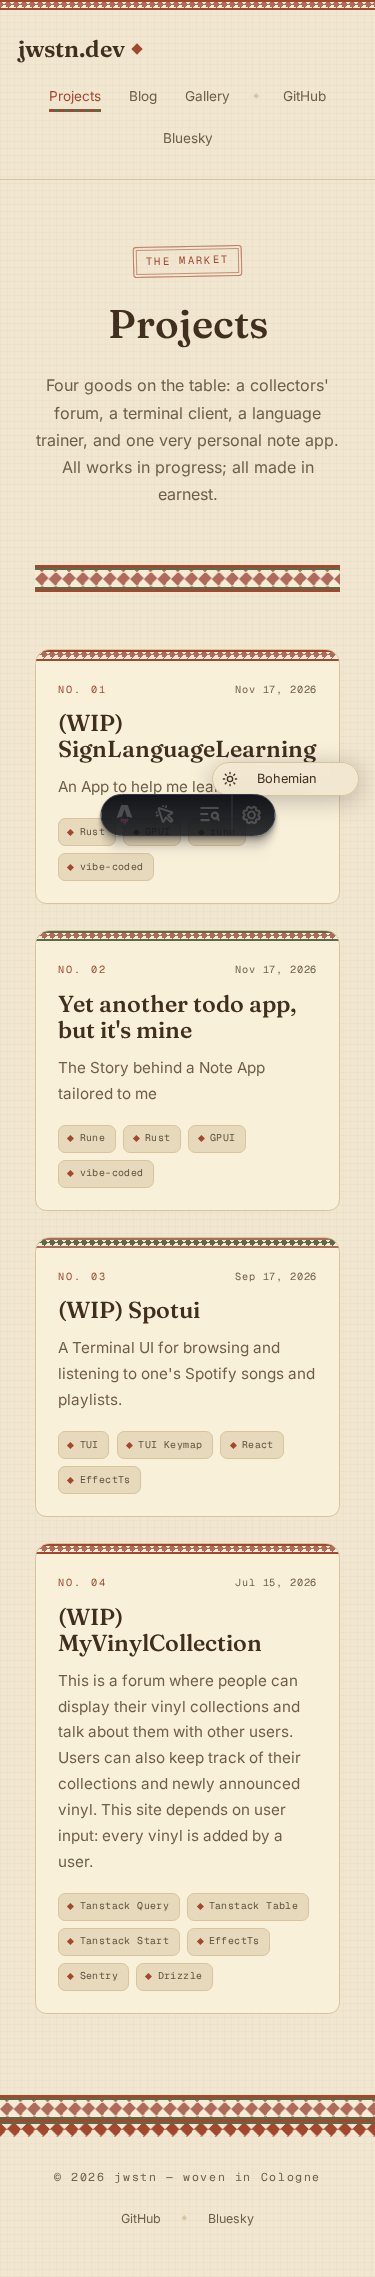 jwstn.dev
Projects Blog Gallery GitHub
Bluesky
THE MARKET
Projects
Four goods on the table: a collectors'
forum, a terminal client, a language
trainer, and one very personal note app.
All works in progress; all made in
earnest.
NO. 01 Nov 17, 2026
(WIP)
SignLanguageLearning
An App to help me
Bohemian
Rust GPUI
vibe-coded
NO. 02 Nov 17, 2026
Yet another todo app,
but it's mine
The Story behind a Note App
tailored to me
Rune Rust GPUI
vibe-coded
NO. 03 Sep 17, 2026
(WIP) Spotui
A Terminal UI for browsing and
listening to one's Spotify songs and
playlists.
TUI TUI Keymap React
EffectTs
NO. 04 Jul 15, 2026
(WIP)
MyVinylCollection
This is a forum where people can
display their vinyl collections and
talk about them with other users.
Users can also keep track of their
collections and newly announced
vinyl. This site depends on user
input: every vinyl is added by a
user.
Tanstack Query Tanstack Table
Tanstack Start EffectTs
Sentry Drizzle
© 2026 jwstn — woven in Cologne
GitHub Bluesky